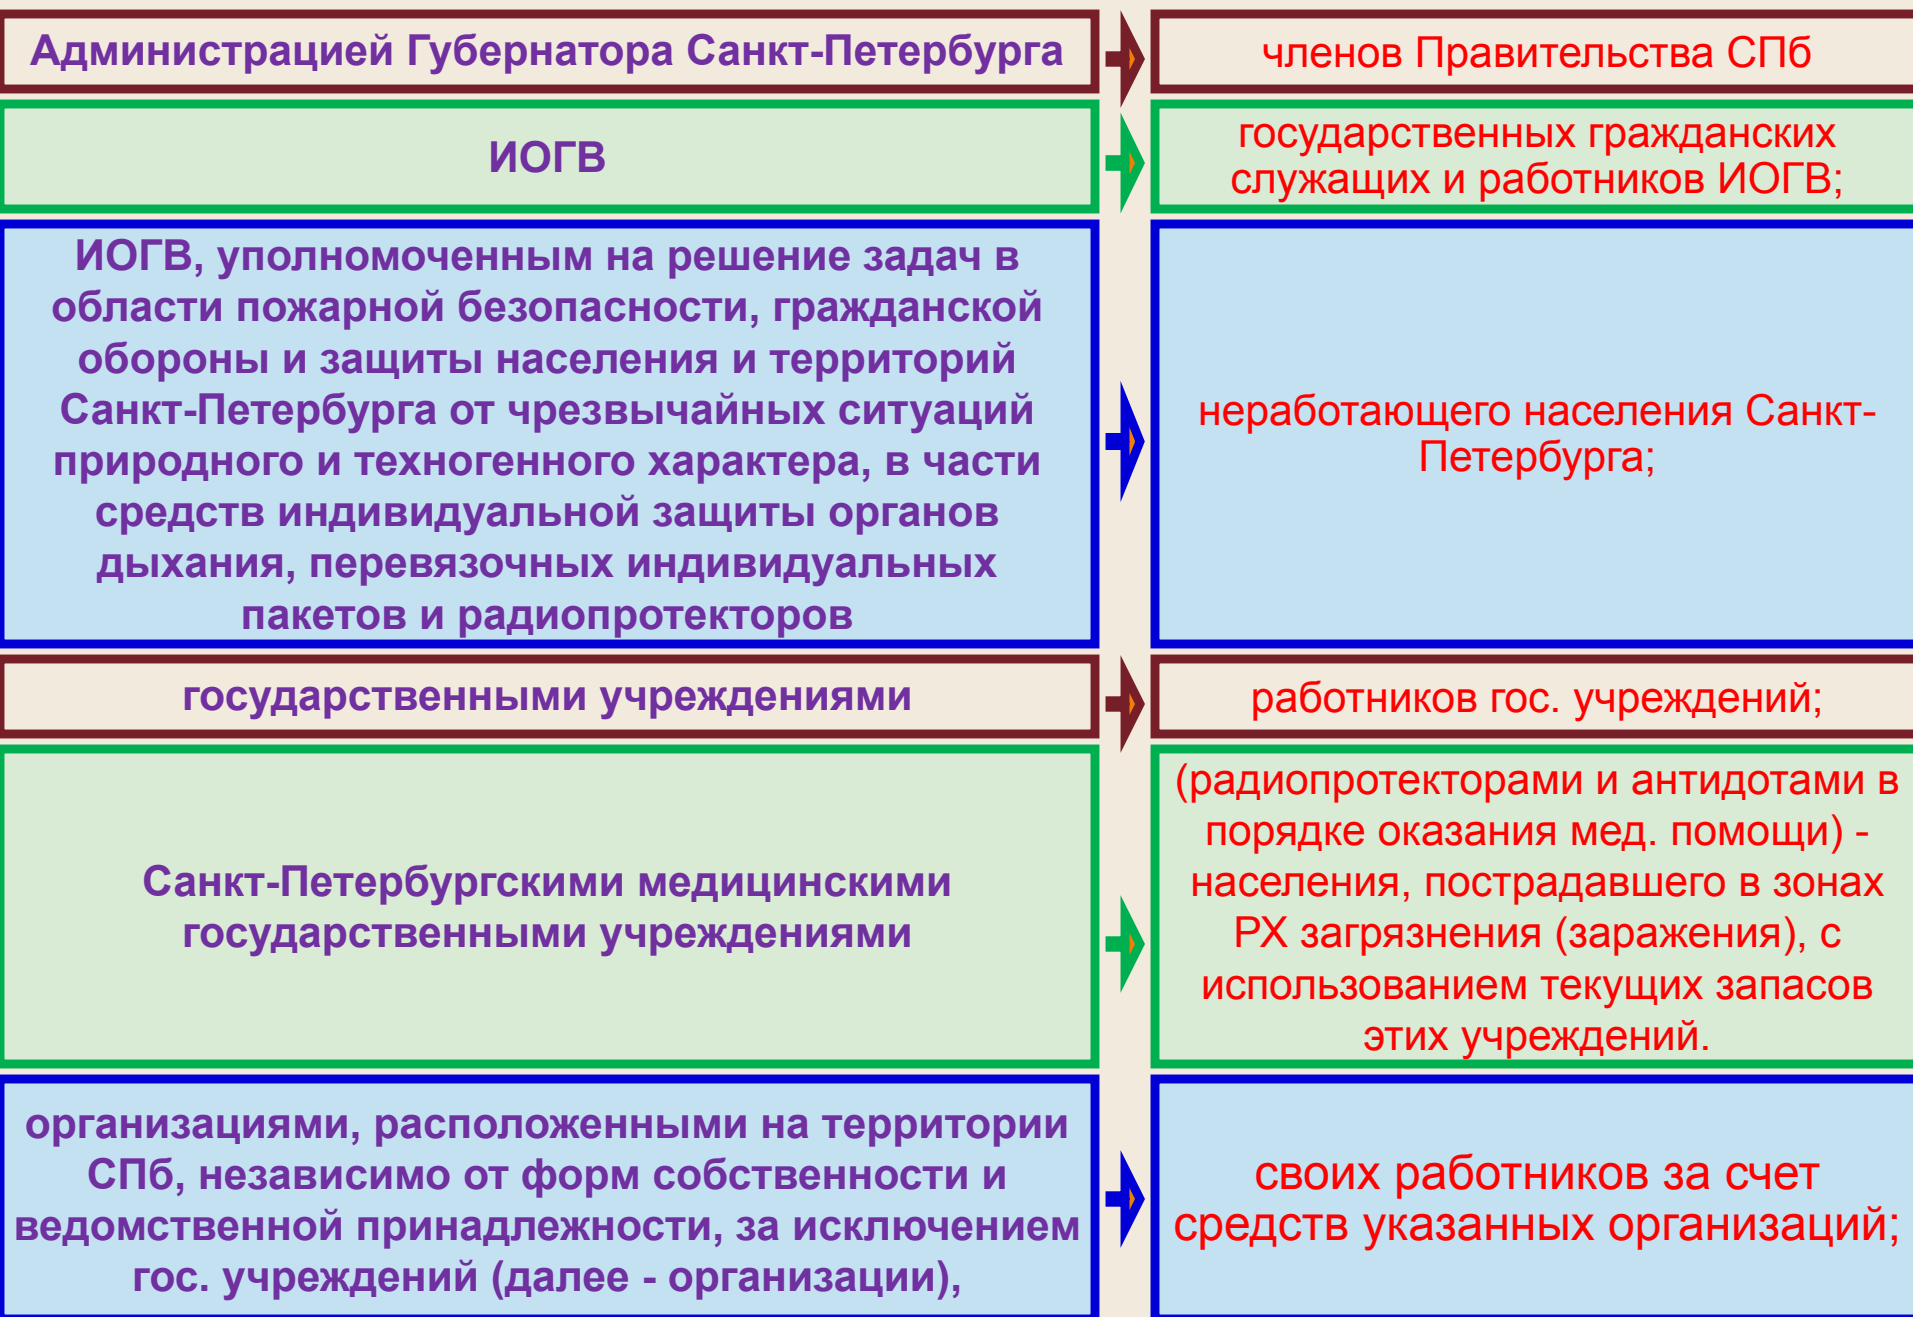 Администрацией Губернатора Санкт-Петербурга
членов Правительства СПб
ИОГВ
государственных гражданских
служащих и работников ИОГВ;
ИОГВ, уполномоченным на решение задач в
области пожарной безопасности, гражданской
обороны и защиты населения и территорий
Санкт-Петербурга от чрезвычайных ситуаций
природного и техногенного характера, в части
средств индивидуальной защиты органов
дыхания, перевязочных индивидуальных
пакетов и радиопротекторов
неработающего населения Санкт-
Петербурга;
государственными учреждениями
работников гос. учреждений;
Санкт-Петербургскими медицинскими
государственными учреждениями
(радиопротекторами и антидотами в
порядке оказания мед. помощи) -
населения, пострадавшего в зонах
РХ загрязнения (заражения), с
использованием текущих запасов
этих учреждений.
организациями, расположенными на территории
СПб, независимо от форм собственности и
ведомственной принадлежности, за исключением
гос. учреждений (далее - организации),
своих работников за счет
средств указанных организаций;